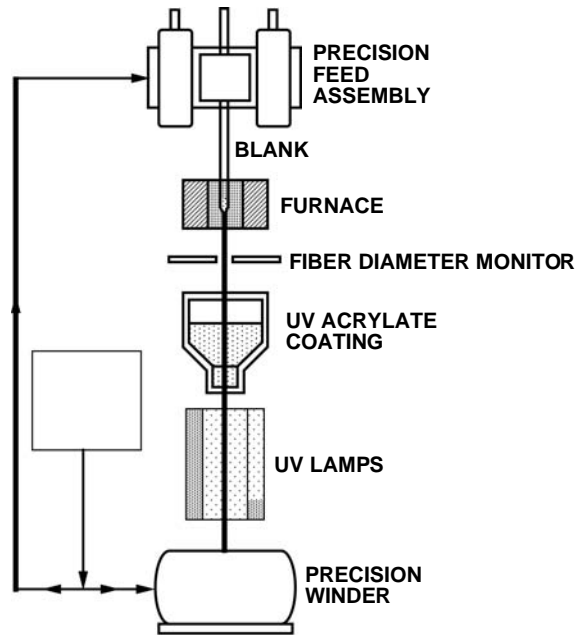 PRECISION
FEED
ASSEMBLY
BLANK
FURNACE
FIBER DIAMETER MONITOR
UV ACRYLATE
COATING
UV LAMPS
PRECISION
WINDER